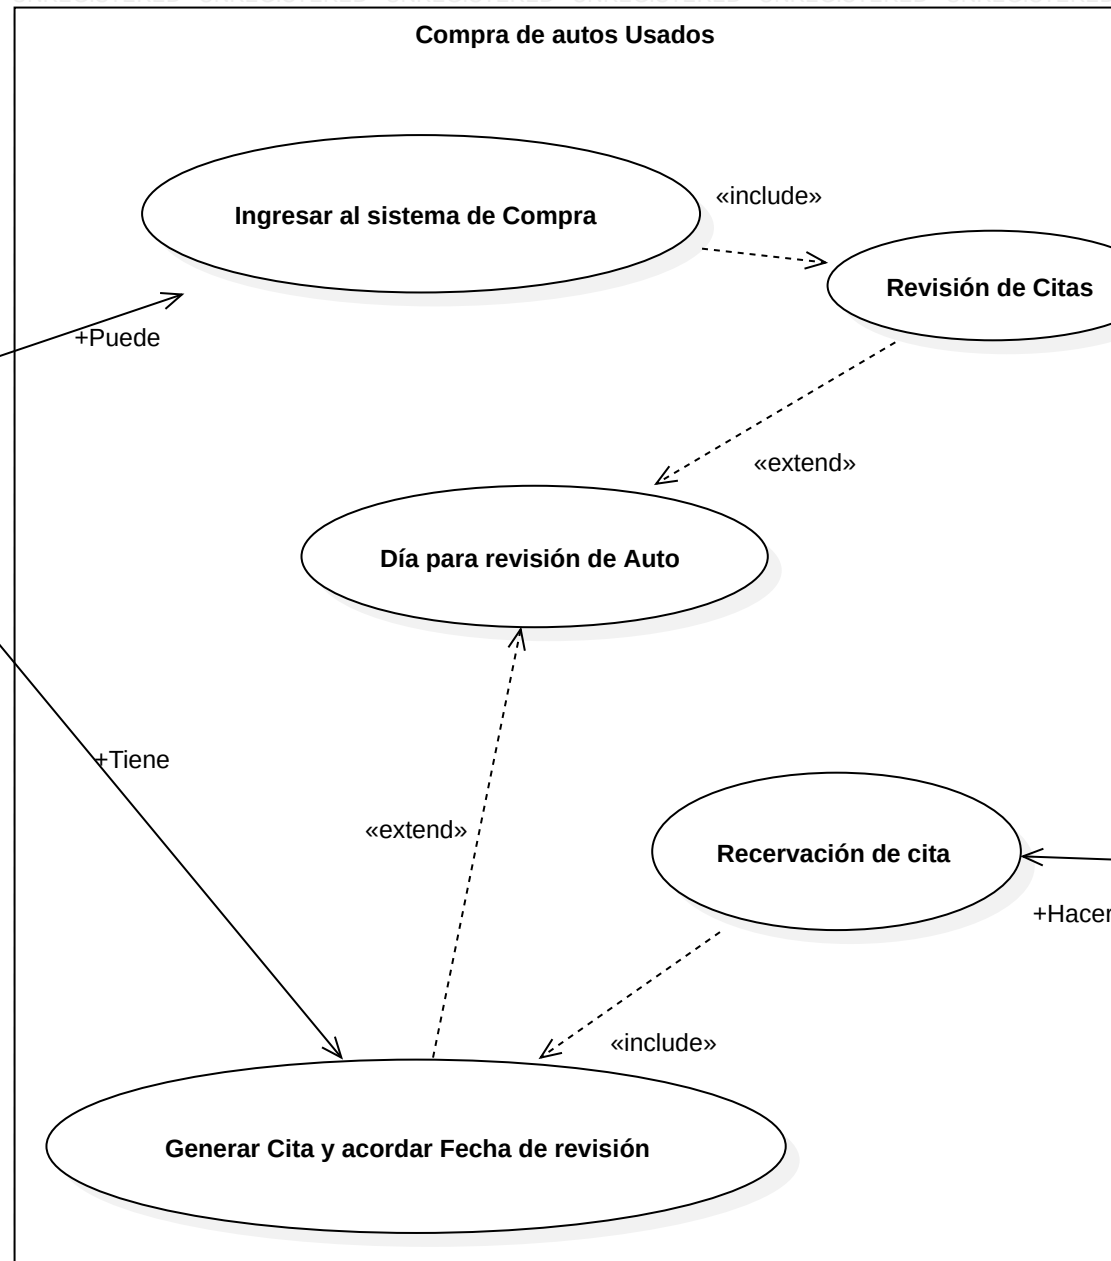 Compra de autos Usados
Ingresar al sistema de Compra
«include»
Revisión de Citas
+Puede
«extend»
Día para revisión de Auto
+Tiene
«extend»
Recervación de cita
+Hacer
«include»
Generar Cita y acordar Fecha de revisión